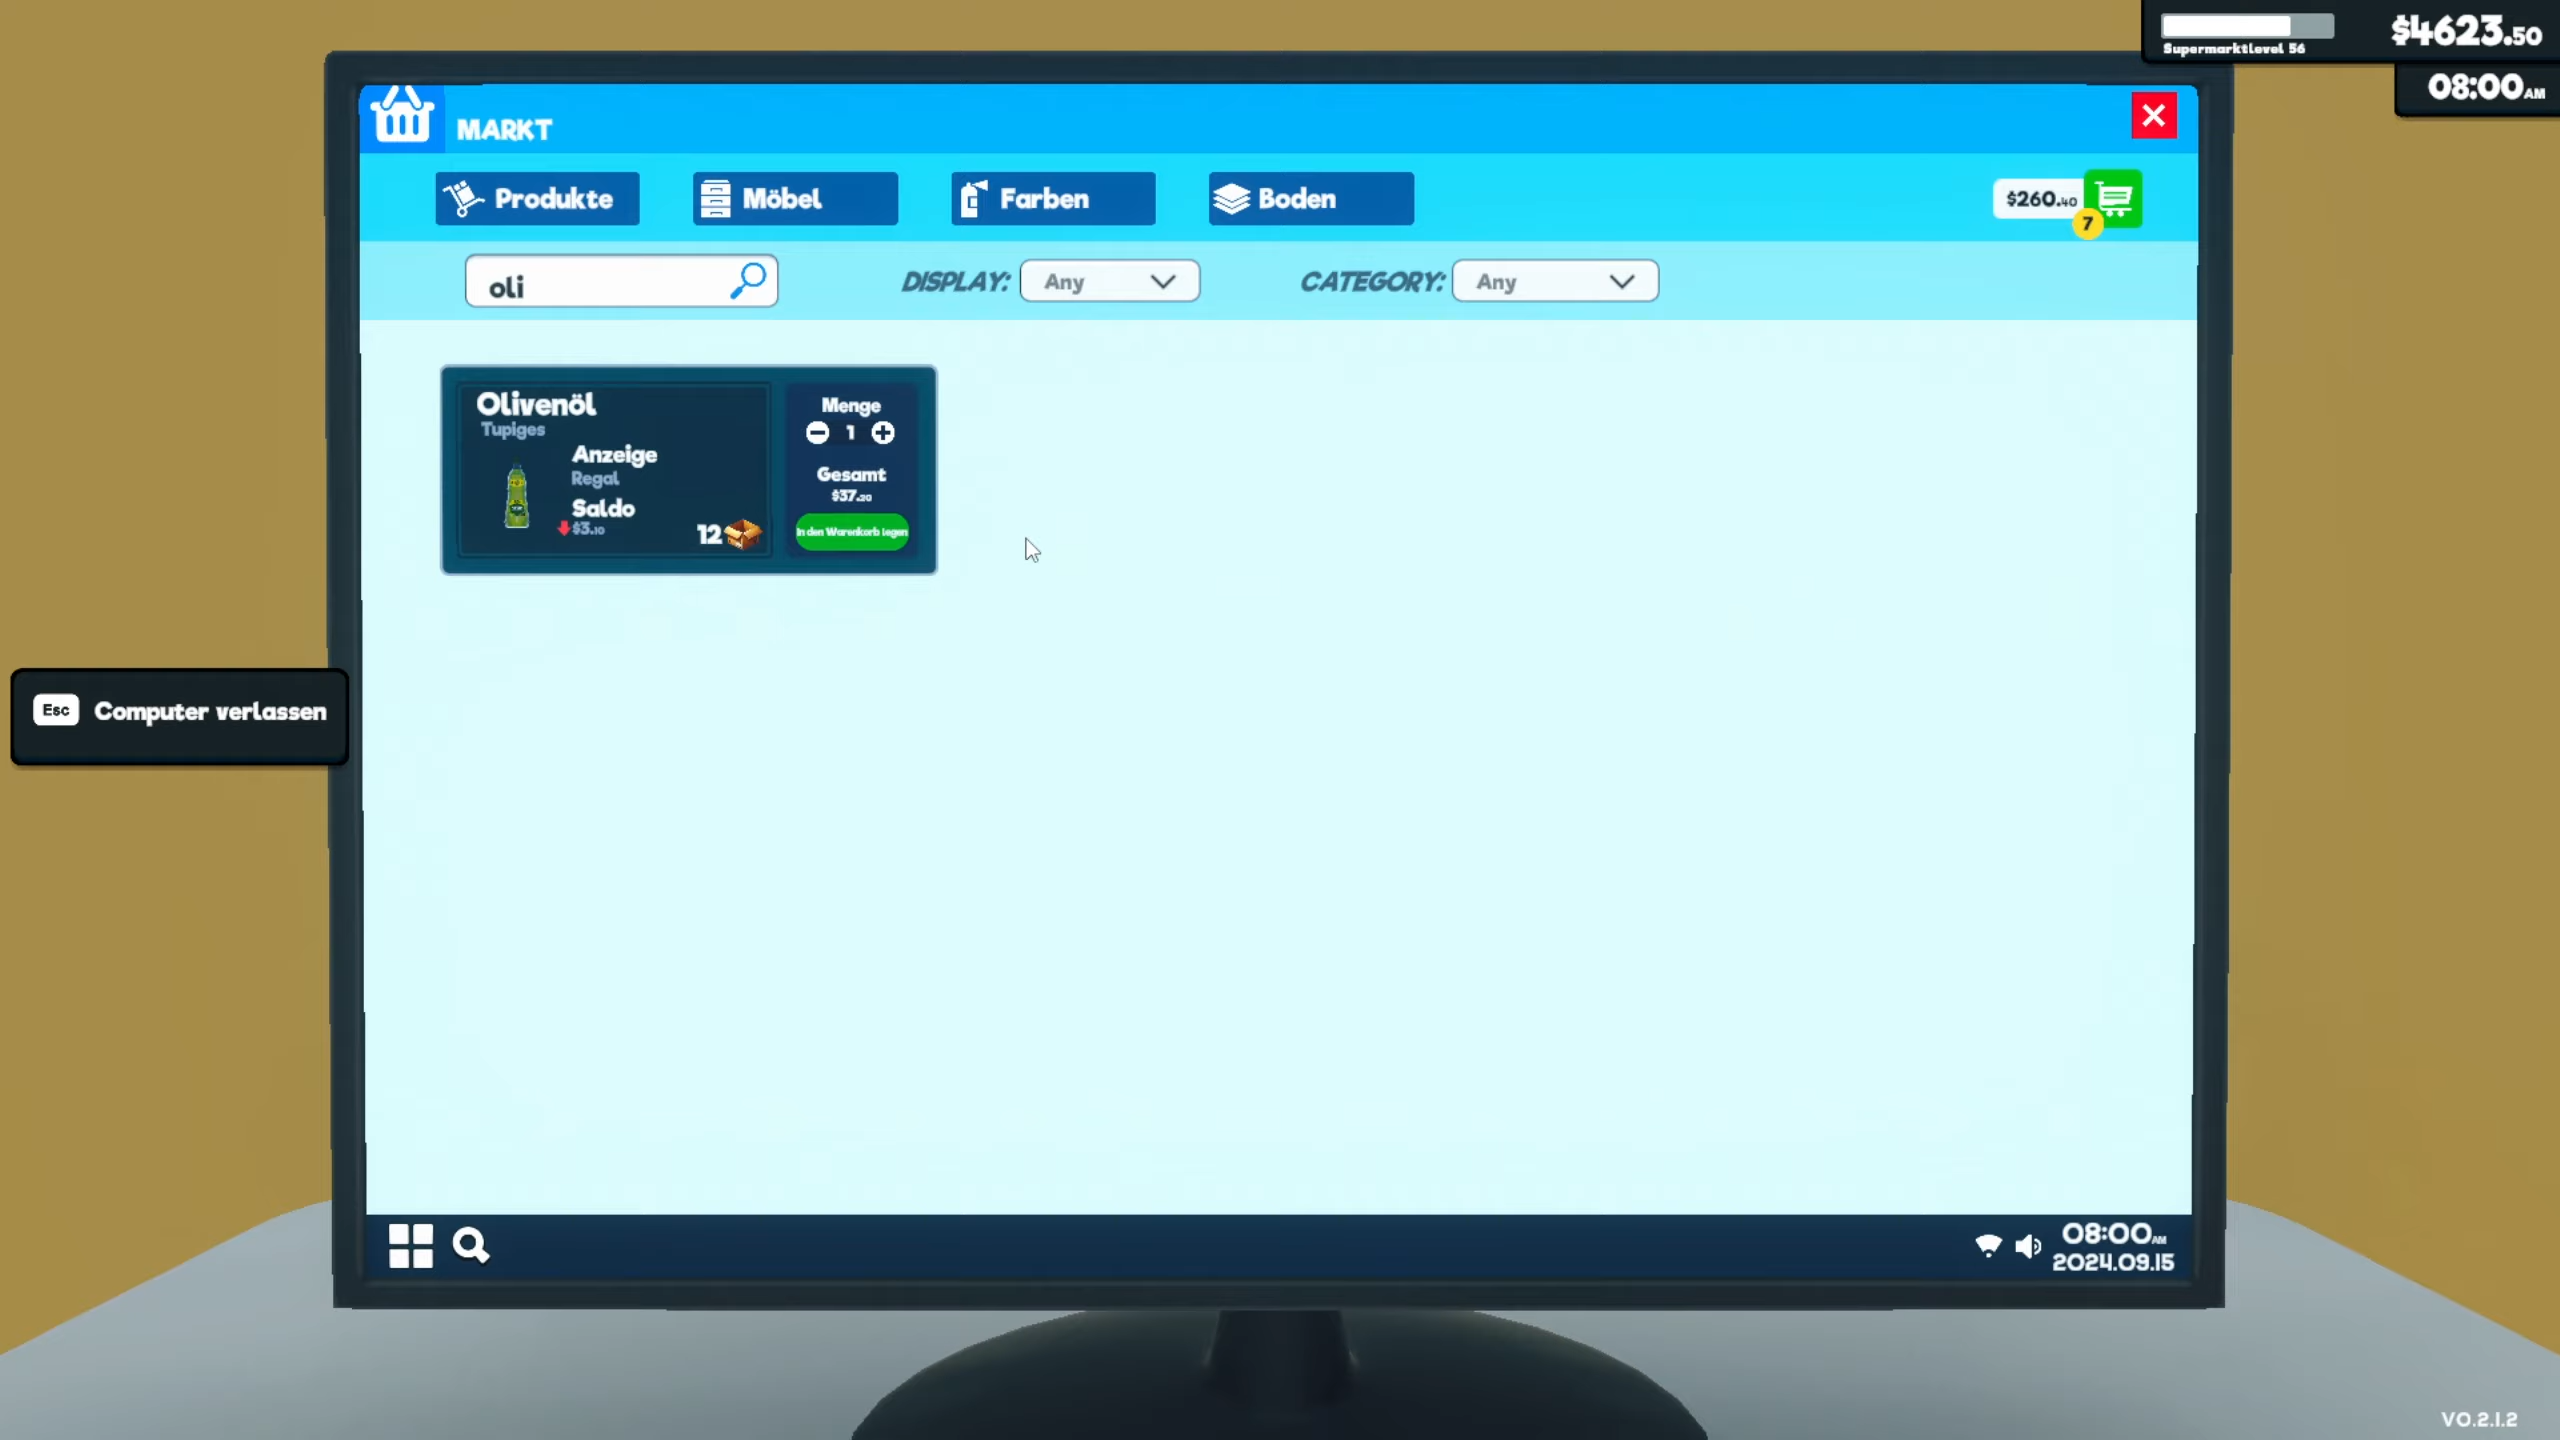 $4623.50
Supermarktlevel 56
08:00AM
MARKT
Produkte
Möbel
Farben
Boden
$260.40
7
oli
DISPLAY:
Any
CATEGORY:
Any
Olivenöl
Tupiges
Anzeige
Regal
Saldo
$3.10
12
Menge
1
Gesamt
$37.20
In den Warenkorb legen
Esc Computer verlassen
08:00AM
2024.09.15
V0.2.1.2